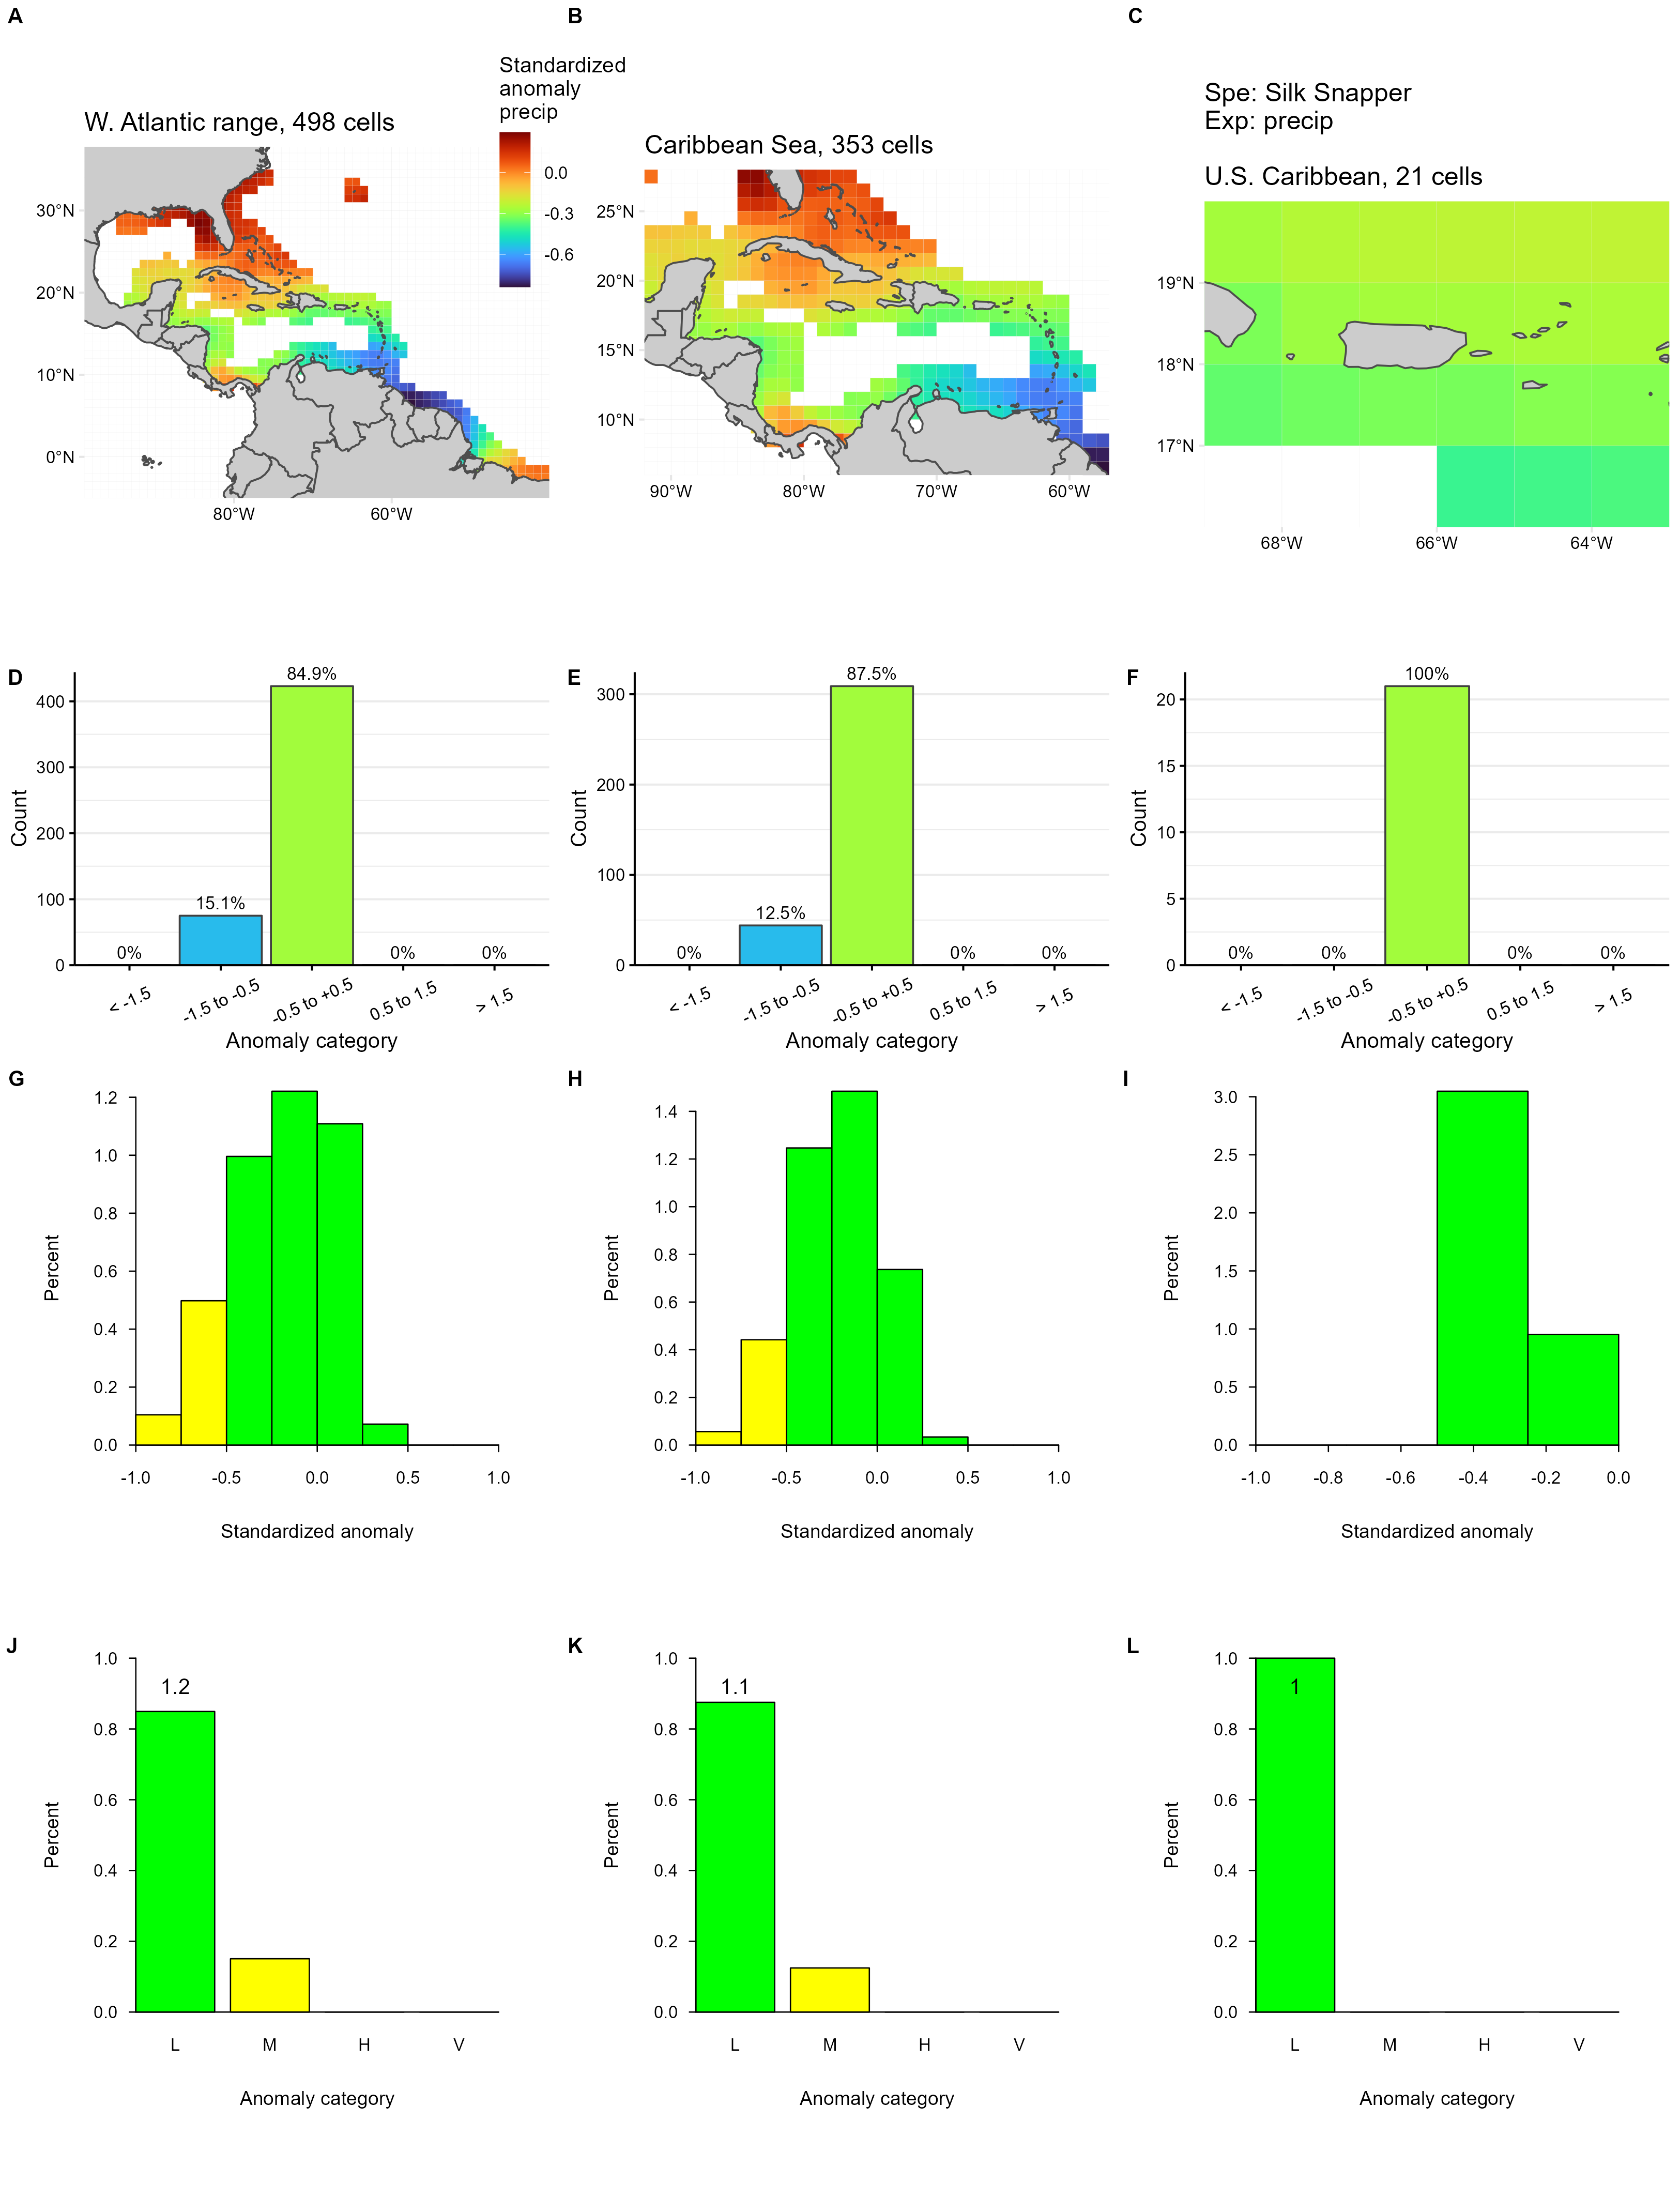 A
B
C
Standardized
anomaly
precip
0.0
-0.3
-0.6
W. Atlantic range, 498 cells
30°N
20°N
10°N
0°N
80°W
60°W
Caribbean Sea, 353 cells
25°N
20°N
15°N
10°N
90°W
80°W
70°W
60°W
Spe: Silk Snapper
Exp: precip
U.S. Caribbean, 21 cells
19°N
18°N
17°N
68°W
66°W
64°W
D
Count
400
300
200
100
0
0%
15.1%
84.9%
0%
0%
< -1.5
-1.5 to -0.5
-0.5 to +0.5
0.5 to 1.5
> 1.5
Anomaly category
E
Count
300
200
100
0
0%
12.5%
87.5%
0%
0%
< -1.5
-1.5 to -0.5
-0.5 to +0.5
0.5 to 1.5
> 1.5
Anomaly category
F
Count
20
15
10
5
0
0%
0%
100%
0%
0%
< -1.5
-1.5 to -0.5
-0.5 to +0.5
0.5 to 1.5
> 1.5
Anomaly category
G
Percent
1.2
1.0
0.8
0.6
0.4
0.2
0.0
-1.0
-0.5
0.0
0.5
1.0
Standardized anomaly
H
Percent
1.4
1.2
1.0
0.8
0.6
0.4
0.2
0.0
-1.0
-0.5
0.0
0.5
1.0
Standardized anomaly
I
Percent
3.0
2.5
2.0
1.5
1.0
0.5
0.0
-1.0
-0.8
-0.6
-0.4
-0.2
0.0
Standardized anomaly
J
Percent
1.0
0.8
0.6
0.4
0.2
0.0
1.2
L
M
H
V
Anomaly category
K
Percent
1.0
0.8
0.6
0.4
0.2
0.0
1.1
L
M
H
V
Anomaly category
L
Percent
1.0
0.8
0.6
0.4
0.2
0.0
1
L
M
H
V
Anomaly category